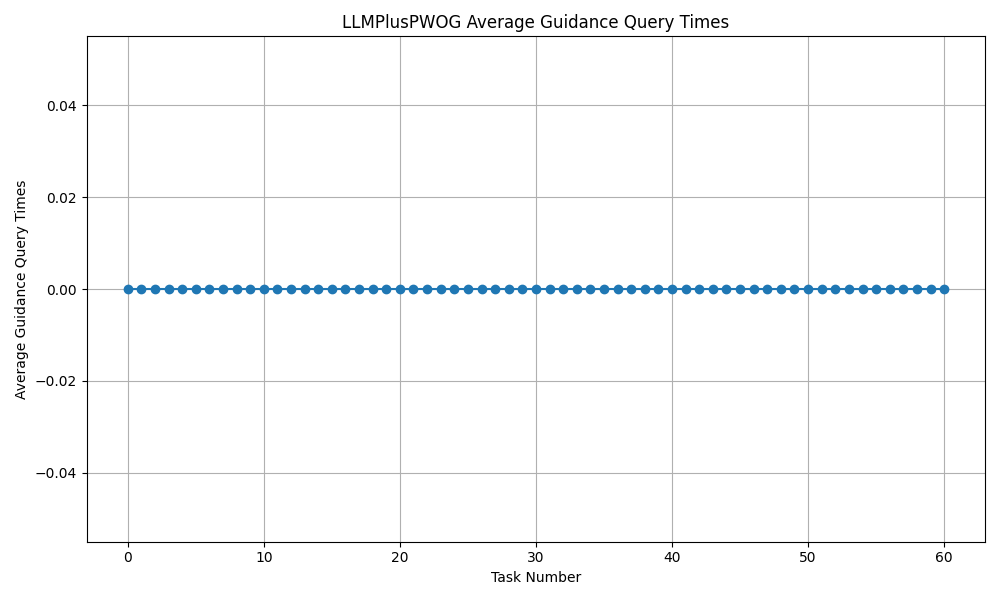 LLMPlusPWOG Average Guidance Query Times
Average Guidance Query Times
0.04
0.02
0.00
−0.02
−0.04
0 10 20 30 40 50 60
Task Number